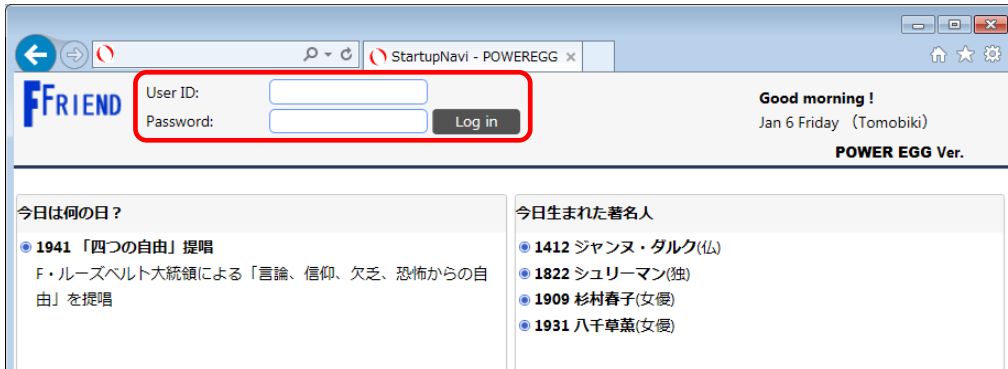 StartupNavi - POWEREGG
FFRIEND
User ID:
Password:
Log in
Good morning !
Jan 6 Friday （Tomobiki）
POWER EGG Ver.
今日は何の日？
1941 「四つの自由」提唱
F・ルーズベルト大統領による「言論、信仰、欠乏、恐怖からの自
由」を提唱
今日生まれた著名人
1412 ジャンヌ・ダルク(仏)
1822 シュリーマン(独)
1909 杉村春子(女優)
1931 八千草薫(女優)